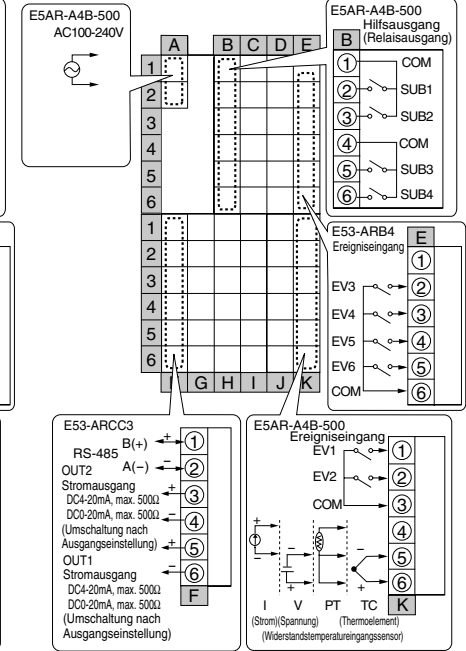 E5AR-A4B-500
AC100-240V
A B C D E
1
2
3
4
5
6
1
2
3
4
5
6
G H I J K
E5AR-A4B-500
Hilfsausgang
(Relaisausgang)
B
1 COM
2 SUB1
3 SUB2
4 COM
5 SUB3
6 SUB4
E53-ARB4
Ereigniseingang
E
1
EV3 2
EV4 3
EV5 4
EV6 5
COM 6
E53-ARCC3
RS-485
B(+) + 1
A(−) − 2
OUT2
Stromausgang
DC4-20mA, max. 500Ω
DC0-20mA, max. 500Ω
(Umschaltung nach
Ausgangseinstellung)
+ 3
− 4
OUT1
Stromausgang
DC4-20mA, max. 500Ω
DC0-20mA, max. 500Ω
(Umschaltung nach
Ausgangseinstellung)
+ 5
− 6
F
E5AR-A4B-500
Ereigniseingang
EV1 1
EV2 2
COM 3
4
5
6
+ − − + − +
I V PT TC K
(Strom)(Spannung) (Thermoelement)
(Widerstandstemperatureingangssensor)